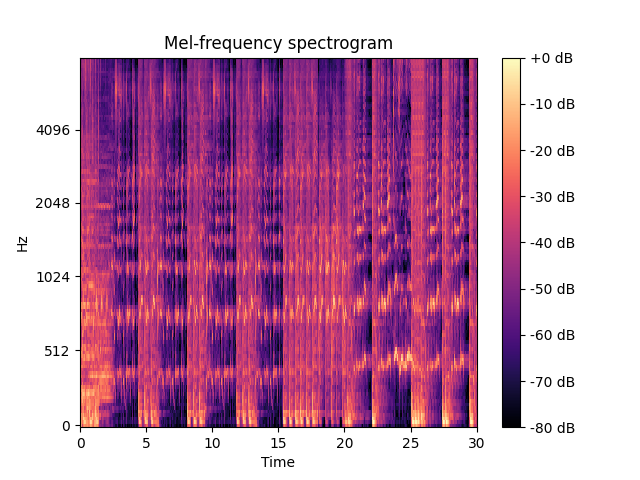 Mel-frequency spectrogram
Hz
4096
2048
1024
512
0
0 5 10 15 20 25 30
Time
+0 dB
-10 dB
-20 dB
-30 dB
-40 dB
-50 dB
-60 dB
-70 dB
-80 dB